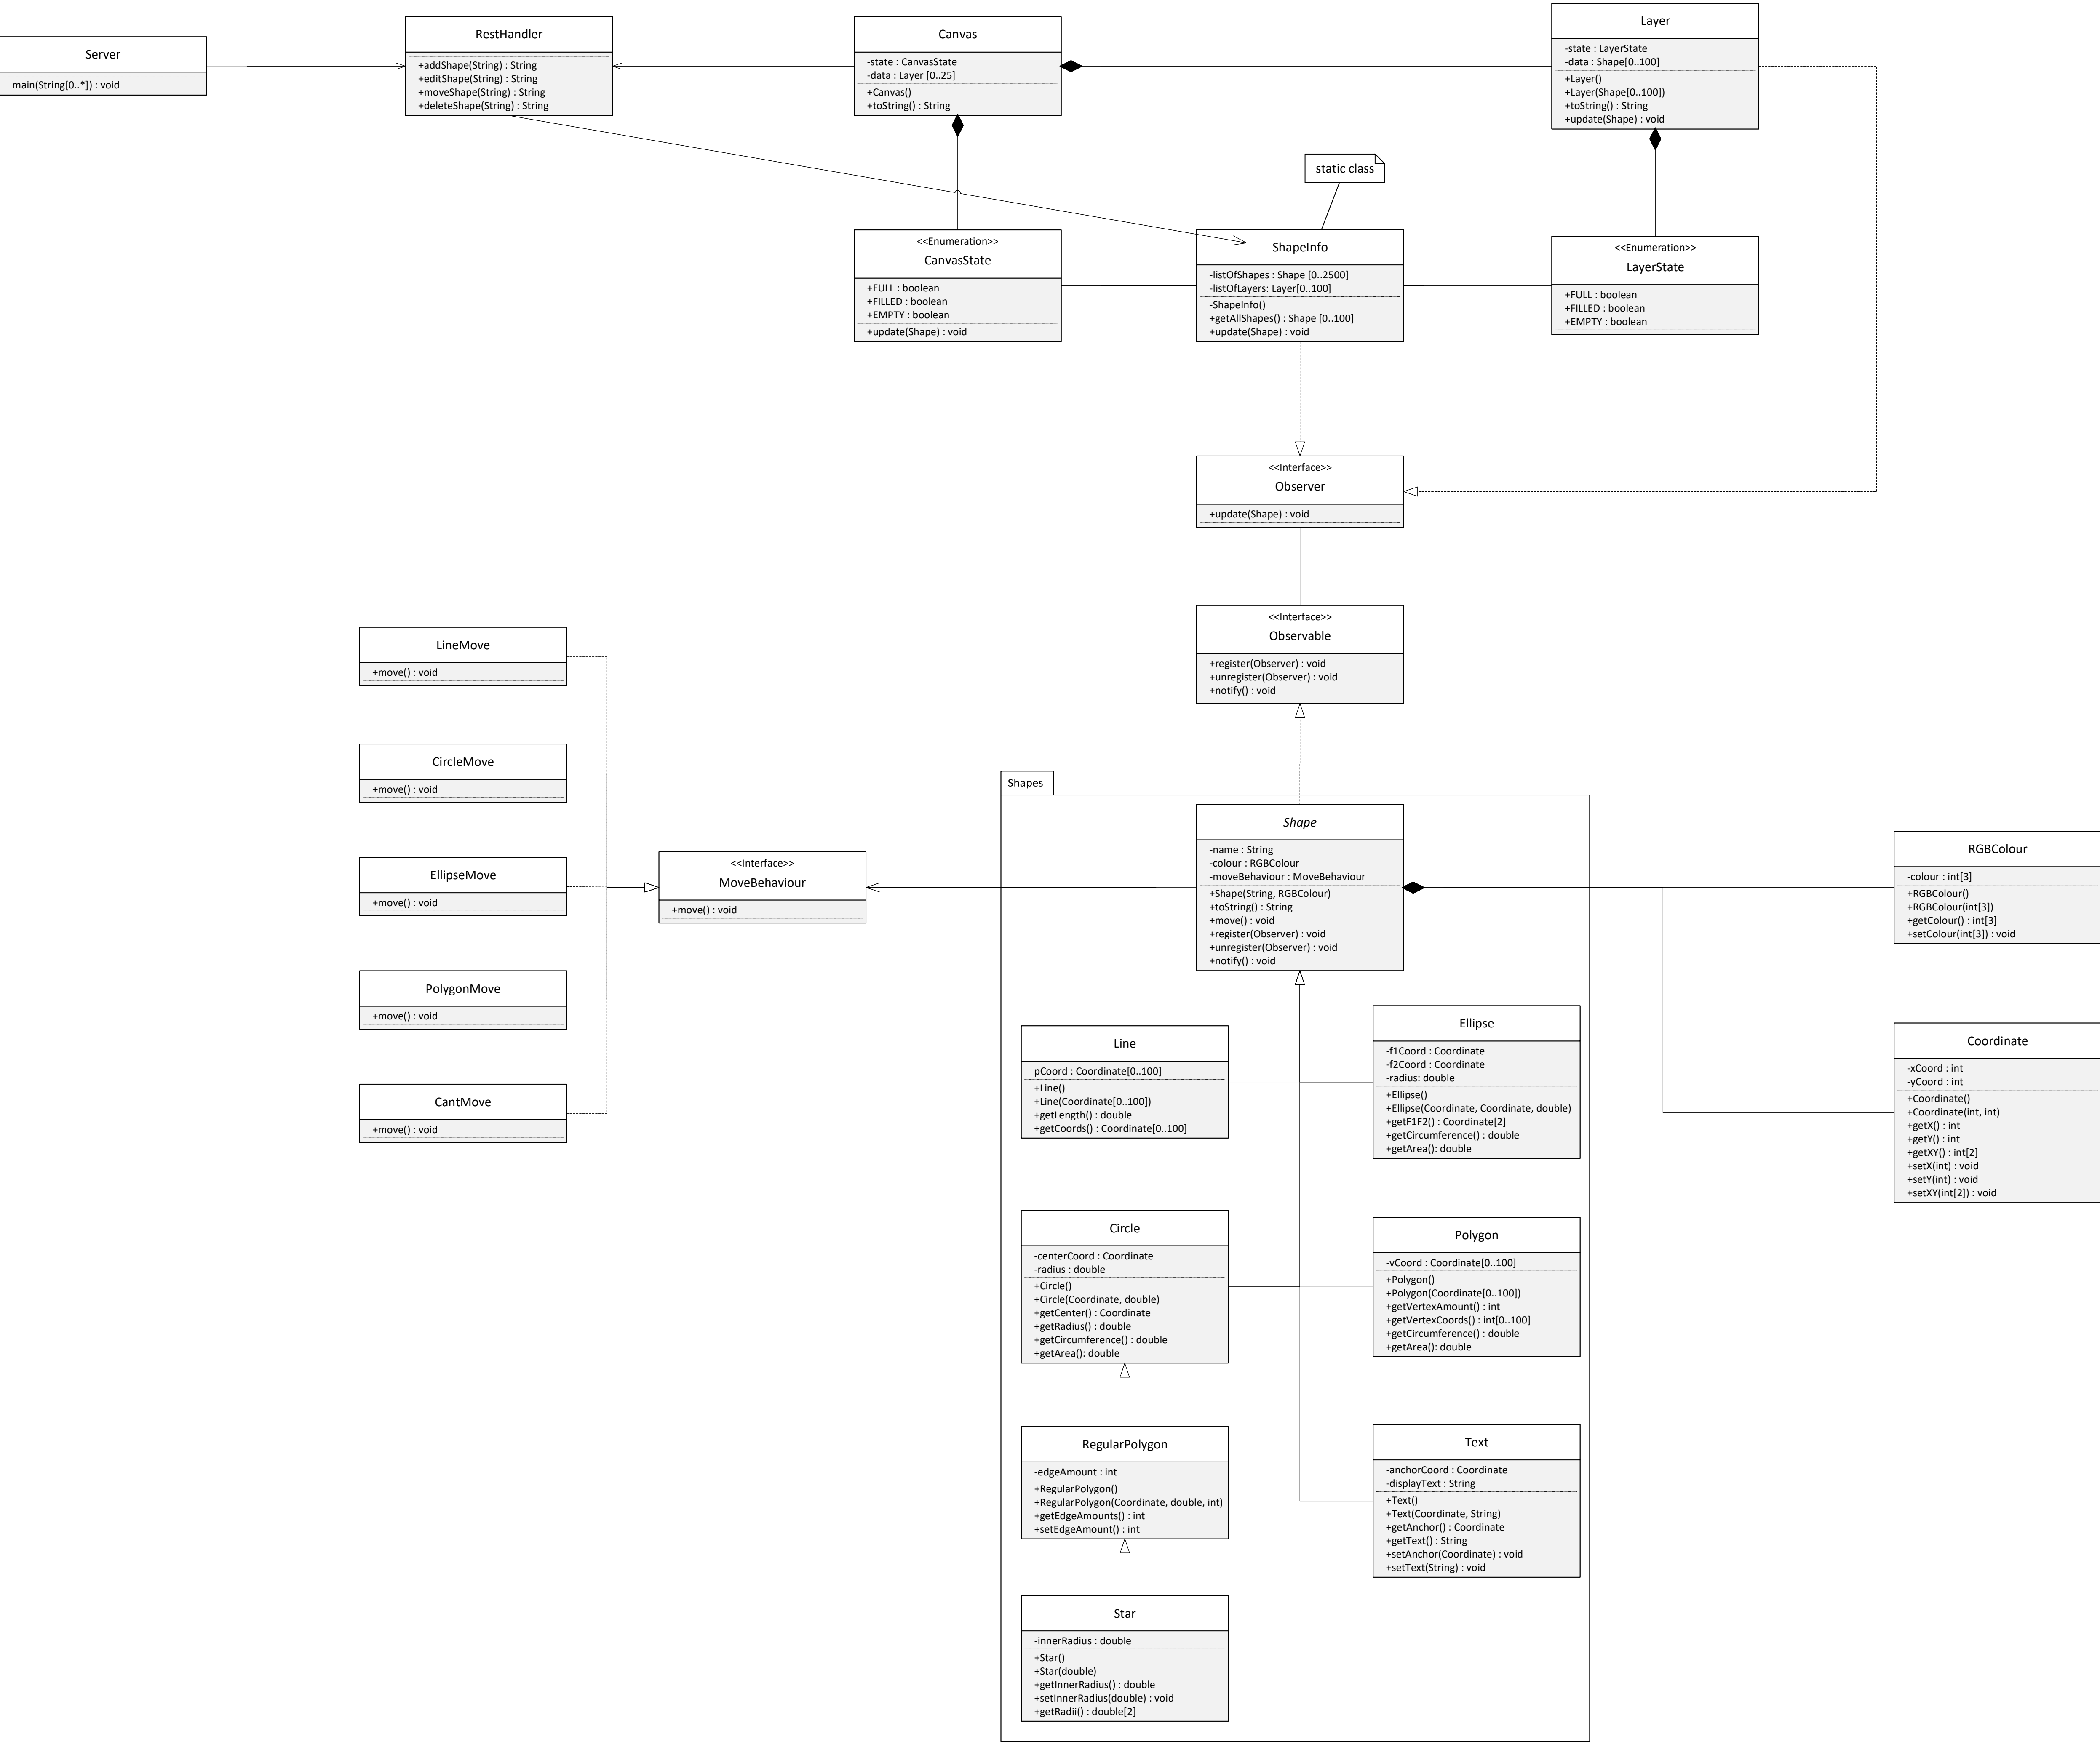 Server
main(String[0..*]) : void
RestHandler
+addShape(String) : String
+editShape(String) : String
+moveShape(String) : String
+deleteShape(String) : String
Canvas
-state : CanvasState
-data : Layer [0..25]
+Canvas()
+toString() : String
Layer
-state : LayerState
-data : Shape[0..100]
+Layer()
+Layer(Shape[0..100])
+toString() : String
+update(Shape) : void
static class
<<Enumeration>>
CanvasState
+FULL : boolean
+FILLED : boolean
+EMPTY : boolean
+update(Shape) : void
ShapeInfo
-listOfShapes : Shape [0..2500]
-listOfLayers: Layer[0..100]
-ShapeInfo()
+getAllShapes() : Shape [0..100]
+update(Shape) : void
<<Enumeration>>
LayerState
+FULL : boolean
+FILLED : boolean
+EMPTY : boolean
<<Interface>>
Observer
+update(Shape) : void
<<Interface>>
Observable
+register(Observer) : void
+unregister(Observer) : void
+notify() : void
LineMove
+move() : void
CircleMove
+move() : void
EllipseMove
+move() : void
PolygonMove
+move() : void
CantMove
+move() : void
<<Interface>>
MoveBehaviour
+move() : void
Shapes
Shape
-name : String
-colour : RGBColour
-moveBehaviour : MoveBehaviour
+Shape(String, RGBColour)
+toString() : String
+move() : void
+register(Observer) : void
+unregister(Observer) : void
+notify() : void
RGBColour
-colour : int[3]
+RGBColour()
+RGBColour(int[3])
+getColour() : int[3]
+setColour(int[3]) : void
Coordinate
-xCoord : int
-yCoord : int
+Coordinate()
+Coordinate(int, int)
+getX() : int
+getY() : int
+getXY() : int[2]
+setX(int) : void
+setY(int) : void
+setXY(int[2]) : void
Line
pCoord : Coordinate[0..100]
+Line()
+Line(Coordinate[0..100])
+getLength() : double
+getCoords() : Coordinate[0..100]
Ellipse
-f1Coord : Coordinate
-f2Coord : Coordinate
-radius: double
+Ellipse()
+Ellipse(Coordinate, Coordinate, double)
+getF1F2() : Coordinate[2]
+getCircumference() : double
+getArea(): double
Circle
-centerCoord : Coordinate
-radius : double
+Circle()
+Circle(Coordinate, double)
+getCenter() : Coordinate
+getRadius() : double
+getCircumference() : double
+getArea(): double
Polygon
-vCoord : Coordinate[0..100]
+Polygon()
+Polygon(Coordinate[0..100])
+getVertexAmount() : int
+getVertexCoords() : int[0..100]
+getCircumference() : double
+getArea(): double
RegularPolygon
-edgeAmount : int
+RegularPolygon()
+RegularPolygon(Coordinate, double, int)
+getEdgeAmounts() : int
+setEdgeAmount() : int
Text
-anchorCoord : Coordinate
-displayText : String
+Text()
+Text(Coordinate, String)
+getAnchor() : Coordinate
+getText() : String
+setAnchor(Coordinate) : void
+setText(String) : void
Star
-innerRadius : double
+Star()
+Star(double)
+getInnerRadius() : double
+setInnerRadius(double) : void
+getRadii() : double[2]